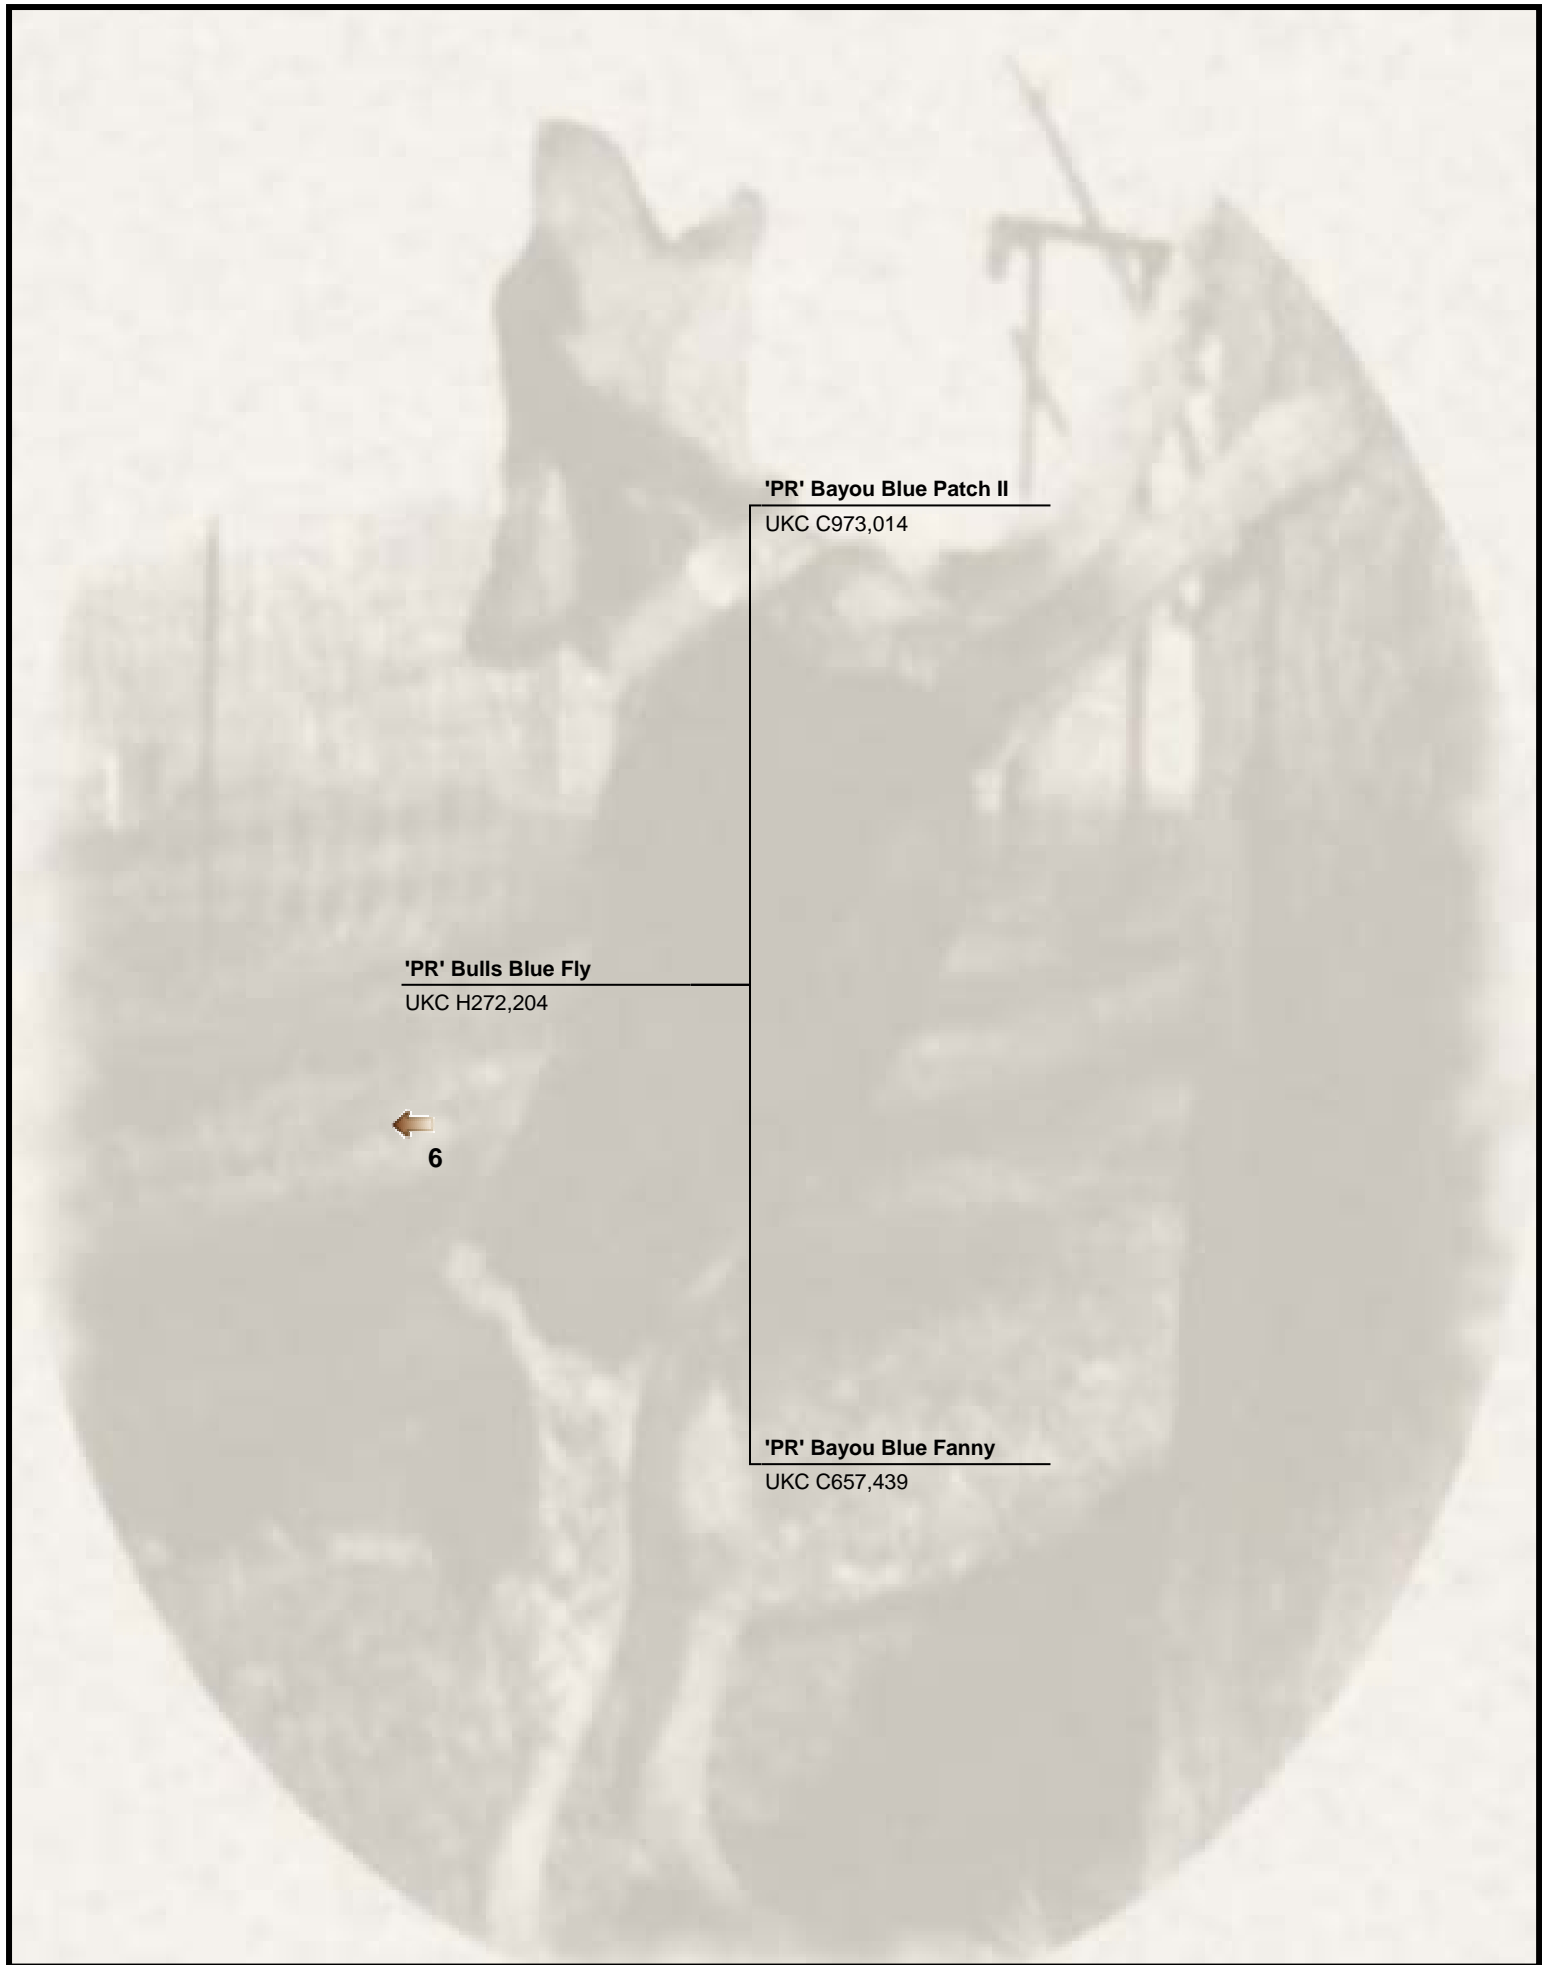 'PR' Bayou Blue Patch II
UKC C973,014
'PR' Bulls Blue Fly
UKC H272,204
6
'PR' Bayou Blue Fanny
UKC C657,439